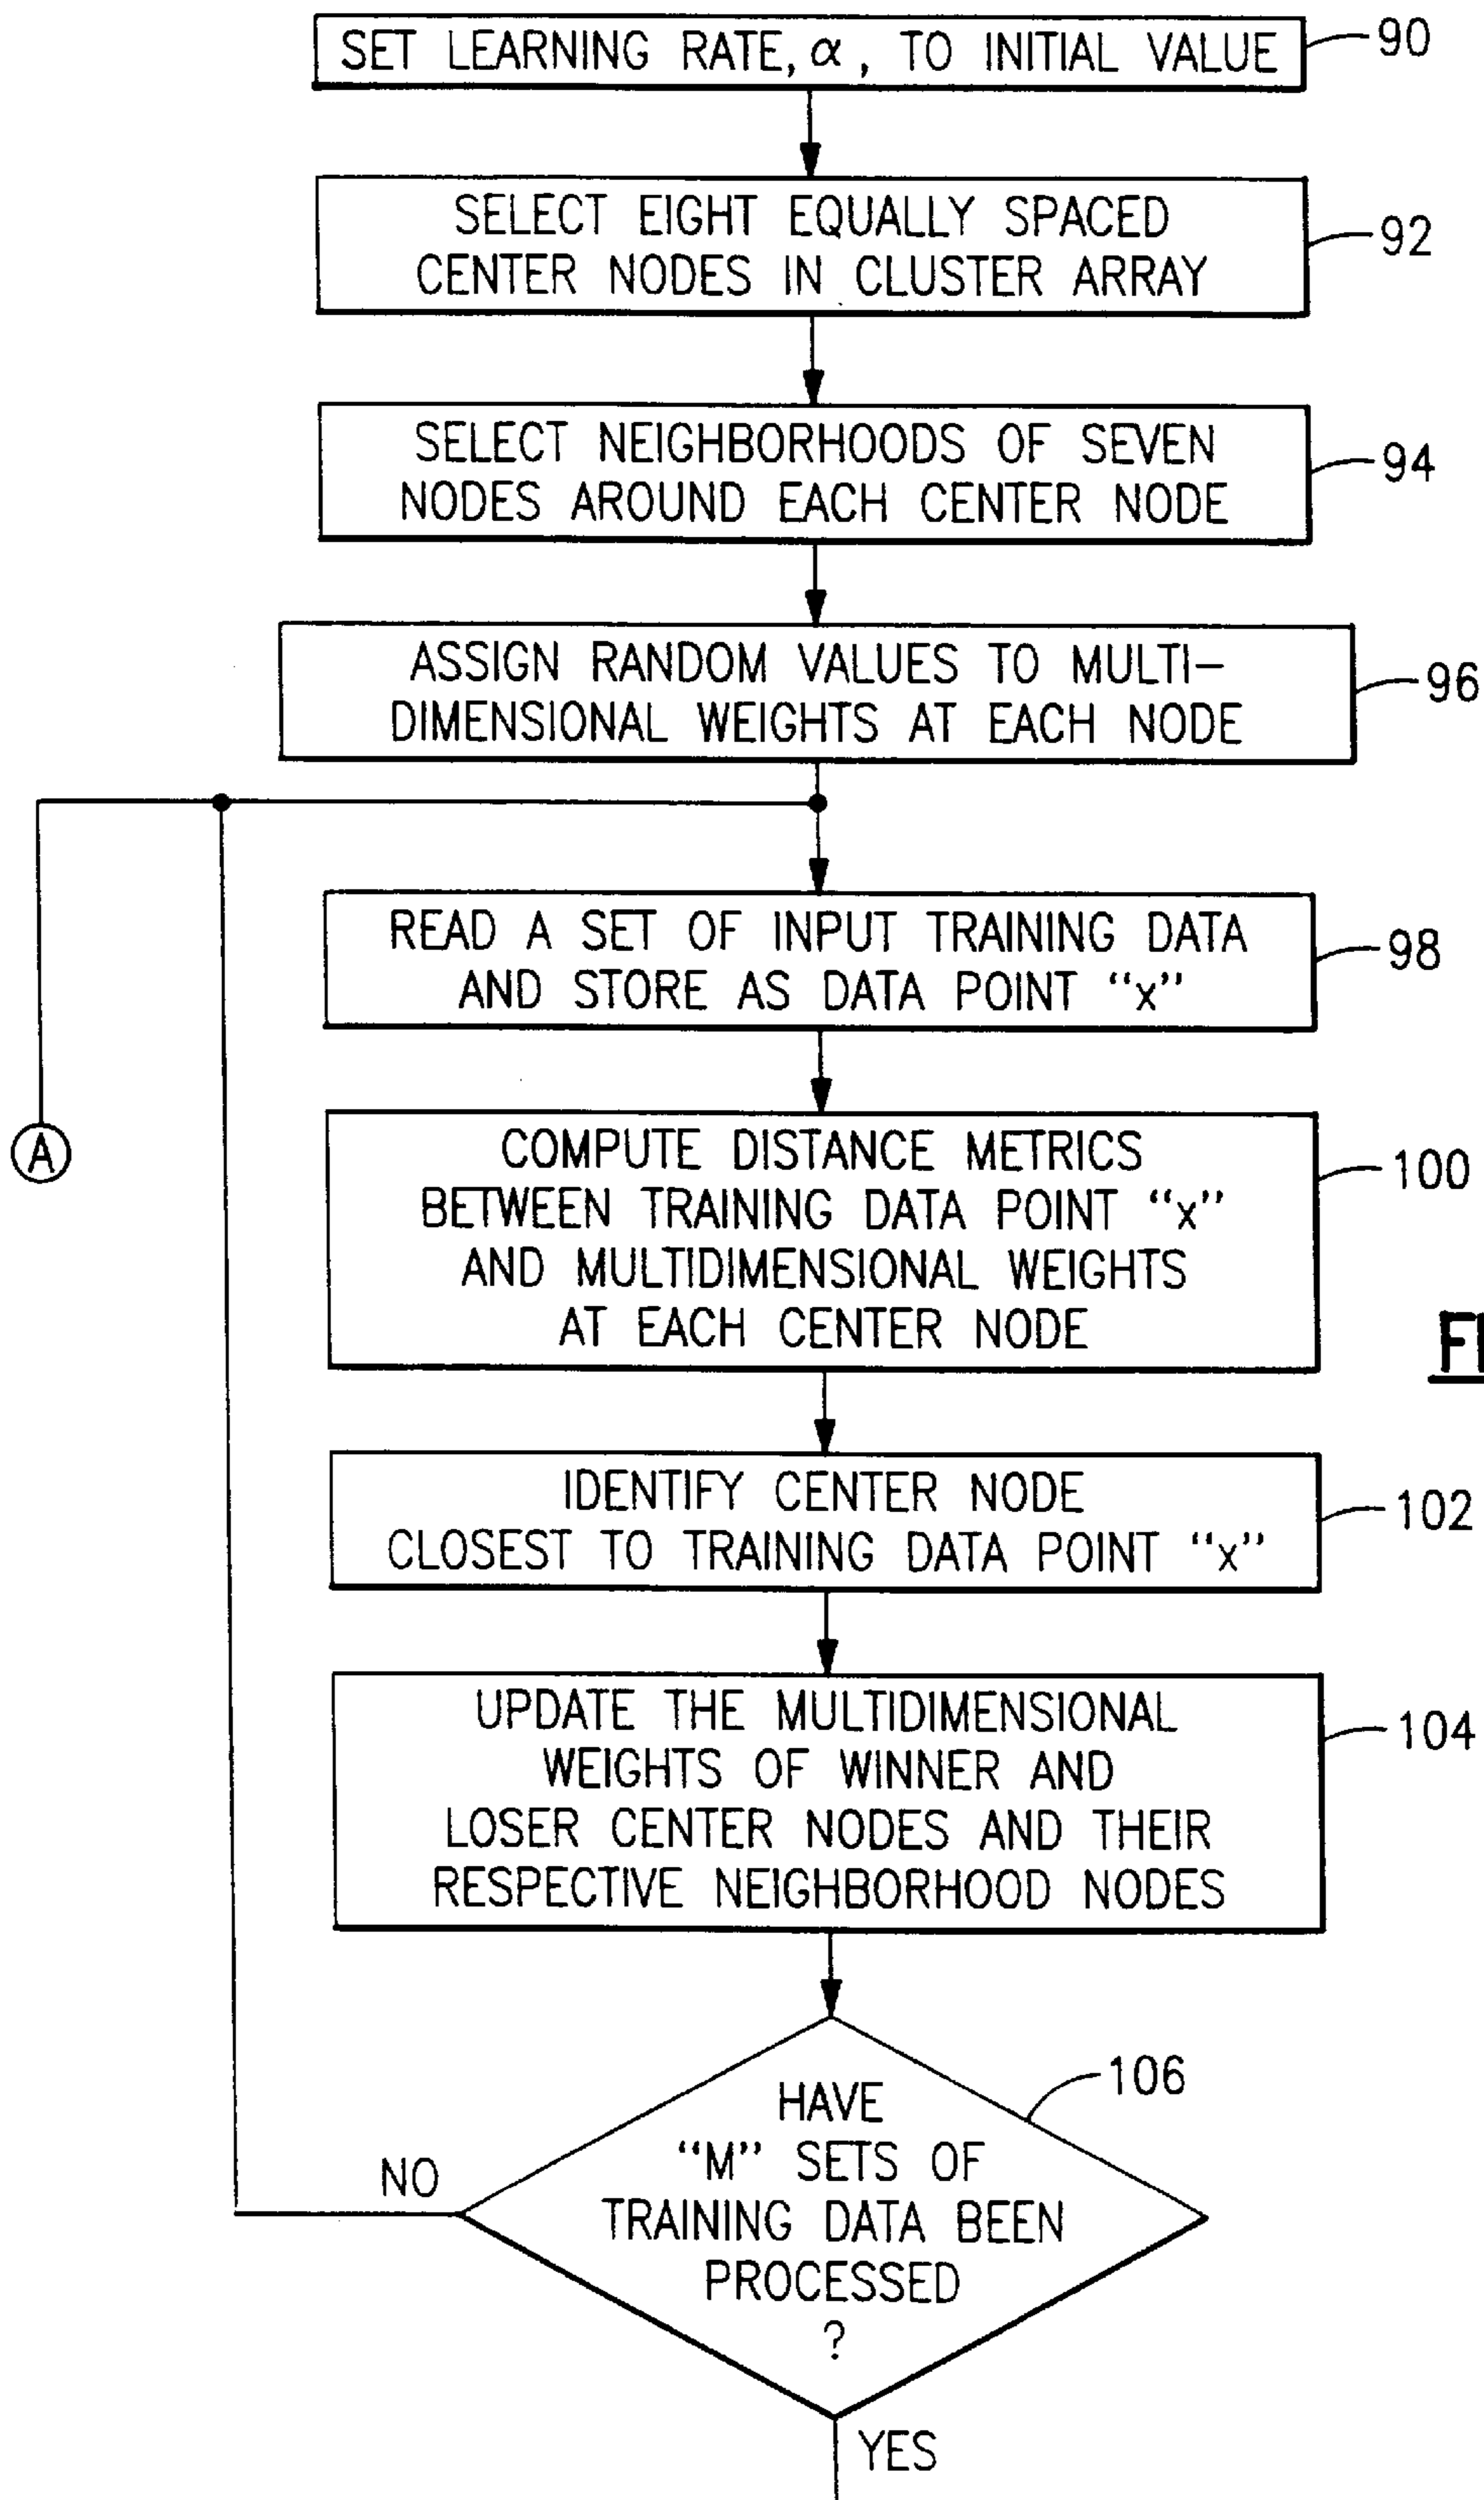 SET LEARNING RATE, α, TO INITIAL VALUE
90
SELECT EIGHT EQUALLY SPACED
CENTER NODES IN CLUSTER ARRAY
92
SELECT NEIGHBORHOODS OF SEVEN
NODES AROUND EACH CENTER NODE
94
ASSIGN RANDOM VALUES TO MULTI-
DIMENSIONAL WEIGHTS AT EACH NODE
96
READ A SET OF INPUT TRAINING DATA
AND STORE AS DATA POINT “x”
98
A
COMPUTE DISTANCE METRICS
BETWEEN TRAINING DATA POINT “x”
AND MULTIDIMENSIONAL WEIGHTS
AT EACH CENTER NODE
100
IDENTIFY CENTER NODE
CLOSEST TO TRAINING DATA POINT “x”
102
UPDATE THE MULTIDIMENSIONAL
WEIGHTS OF WINNER AND
LOSER CENTER NODES AND THEIR
RESPECTIVE NEIGHBORHOOD NODES
104
HAVE
“M” SETS OF
TRAINING DATA BEEN
PROCESSED
?
106
NO
YES